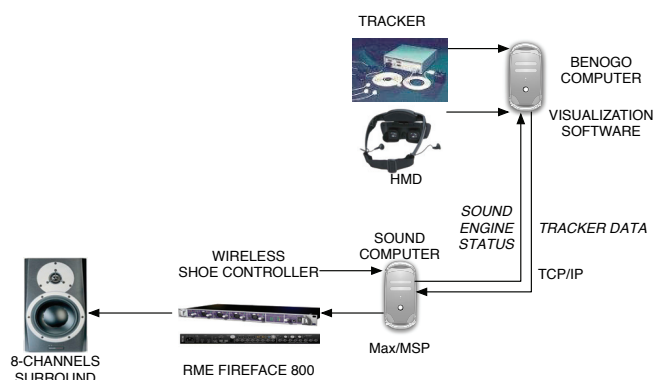 TRACKER
BENOGO
COMPUTER
VISUALIZATION
SOFTWARE
HMD
SOUND
ENGINE
STATUS
TRACKER DATA
TCP/IP
WIRELESS
SHOE CONTROLLER
SOUND
COMPUTER
Max/MSP
8-CHANNELS
SURROUND
RME FIREFACE 800